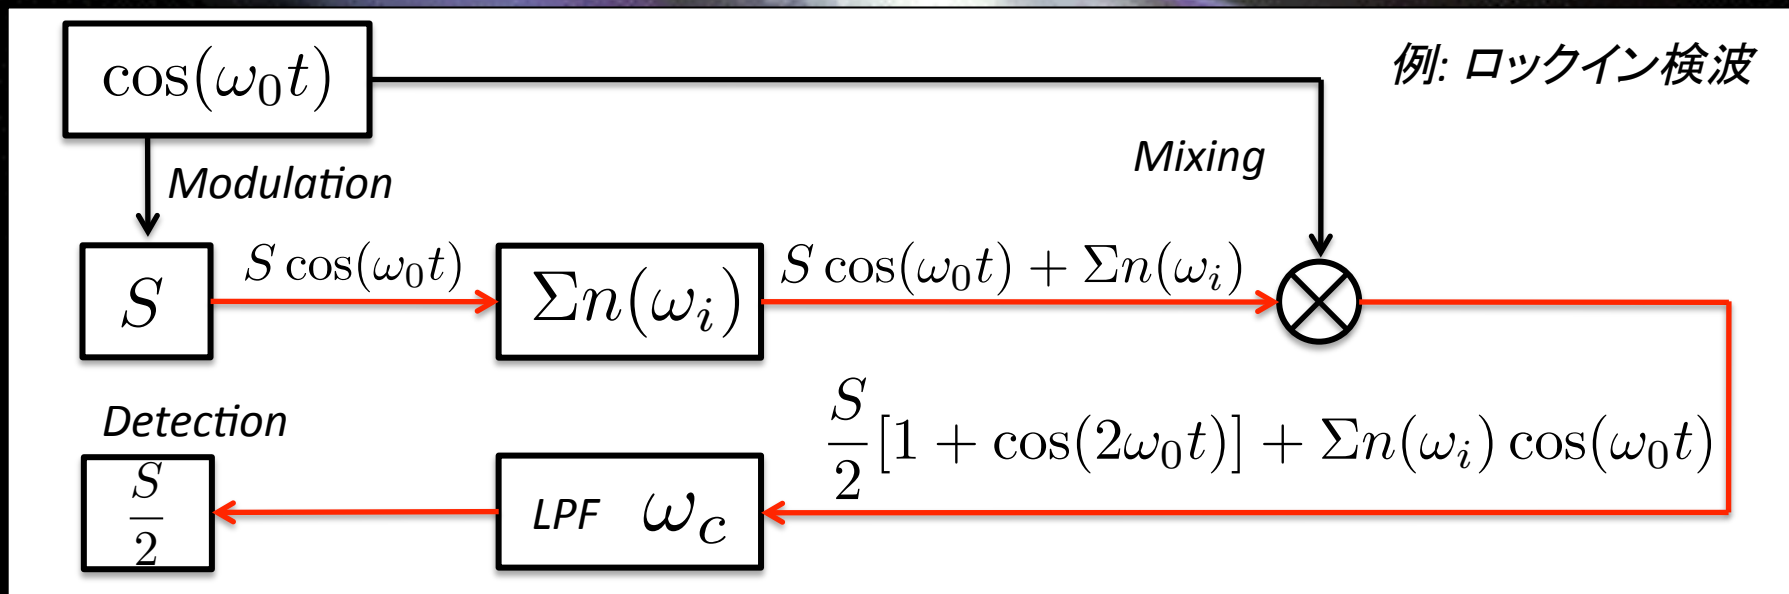 cos(ω₀t)
例: ロックイン検波
Mixing
Modulation
S
S cos(ω₀t)
Σn(ωᵢ)
S cos(ω₀t) + Σn(ωᵢ)
S/2[1 + cos(2ω₀t)] + Σn(ωᵢ) cos(ω₀t)
Detection
S/2
LPF ω_c